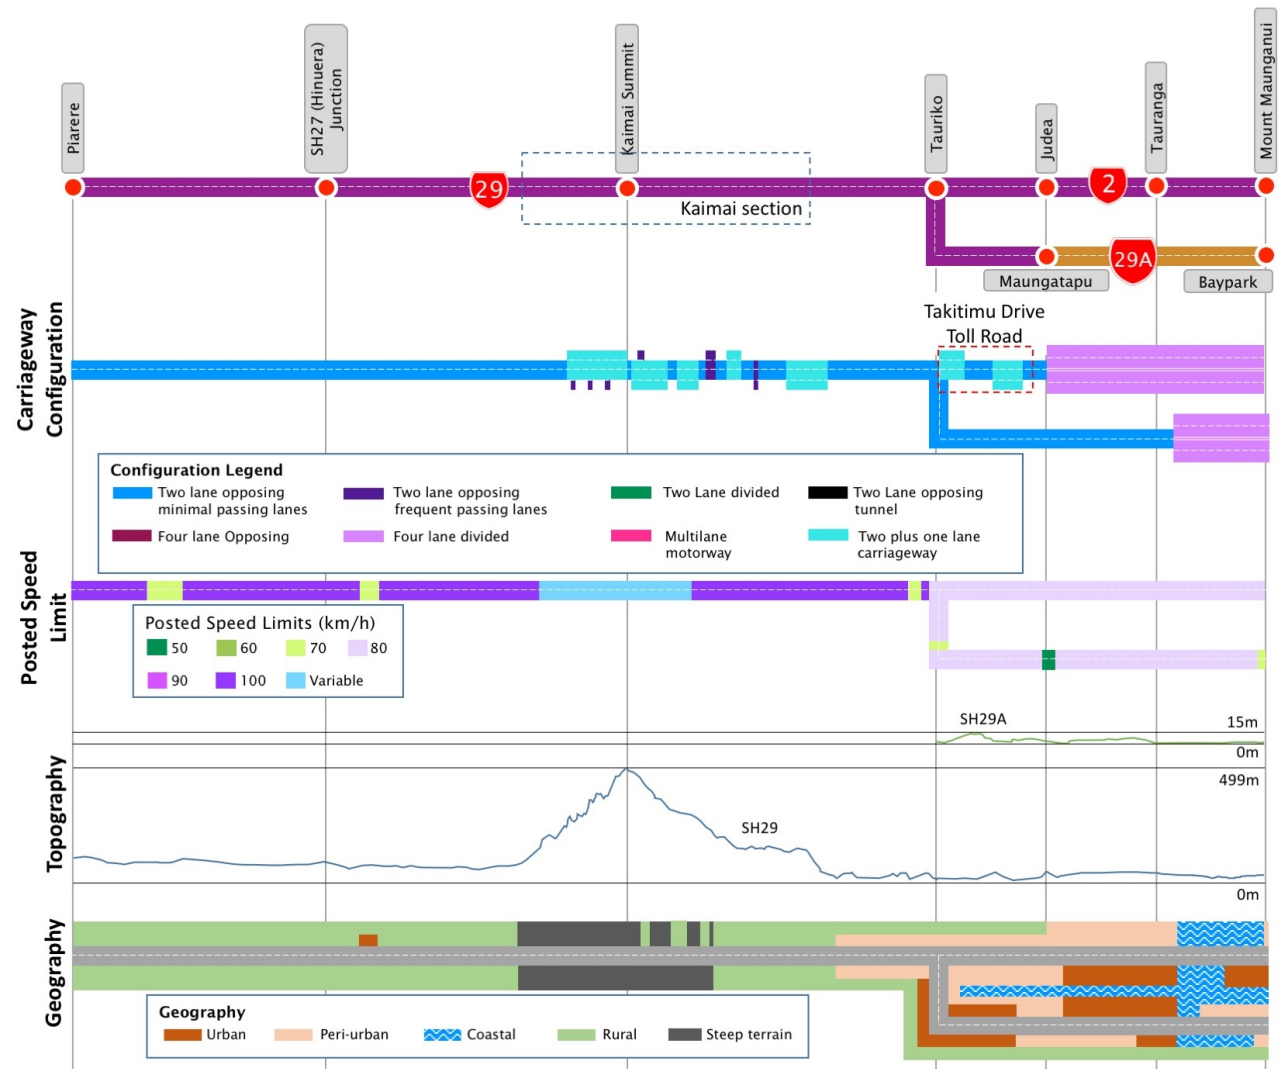 Piarere
SH27 (Hinuera)
Junction
Kaimai Summit
Tauriko
Judea
Tauranga
Mount Maunganui
29
2
Kaimai section
29A
Maungatapu
Baypark
Carriageway
Configuration
Takitimu Drive
Toll Road
Configuration Legend
Two lane opposing
minimal passing lanes
Two lane opposing
frequent passing lanes
Two Lane divided
Two Lane opposing
tunnel
Four lane Opposing
Four lane divided
Multilane
motorway
Two plus one lane
carriageway
Posted Speed
Limit
Posted Speed Limits (km/h)
50
60
70
80
90
100
Variable
Topography
SH29A
15m
0m
499m
SH29
0m
Geography
Geography
Urban
Peri-urban
Coastal
Rural
Steep terrain